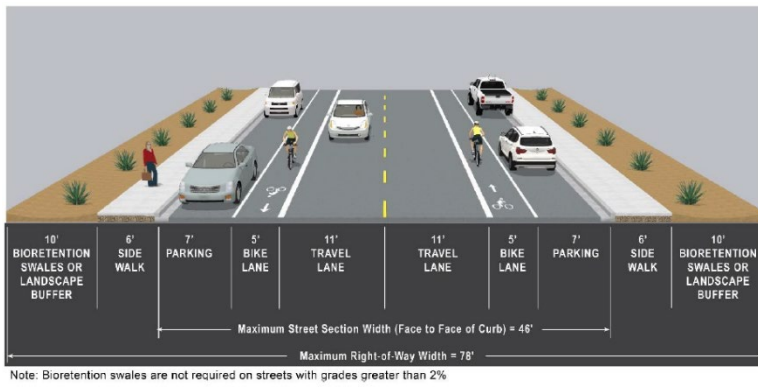 10'
BIORETENTION
SWALES OR
LANDSCAPE
BUFFER
6'
SIDE
WALK
7'
PARKING
5'
BIKE
LANE
11'
TRAVEL
LANE
11'
TRAVEL
LANE
5'
BIKE
LANE
7'
PARKING
6'
SIDE
WALK
10'
BIORETENTION
SWALES OR
LANDSCAPE
BUFFER
Maximum Street Section Width (Face to Face of Curb) = 46'
Maximum Right-of-Way Width = 78'
Note: Bioretention swales are not required on streets with grades greater than 2%